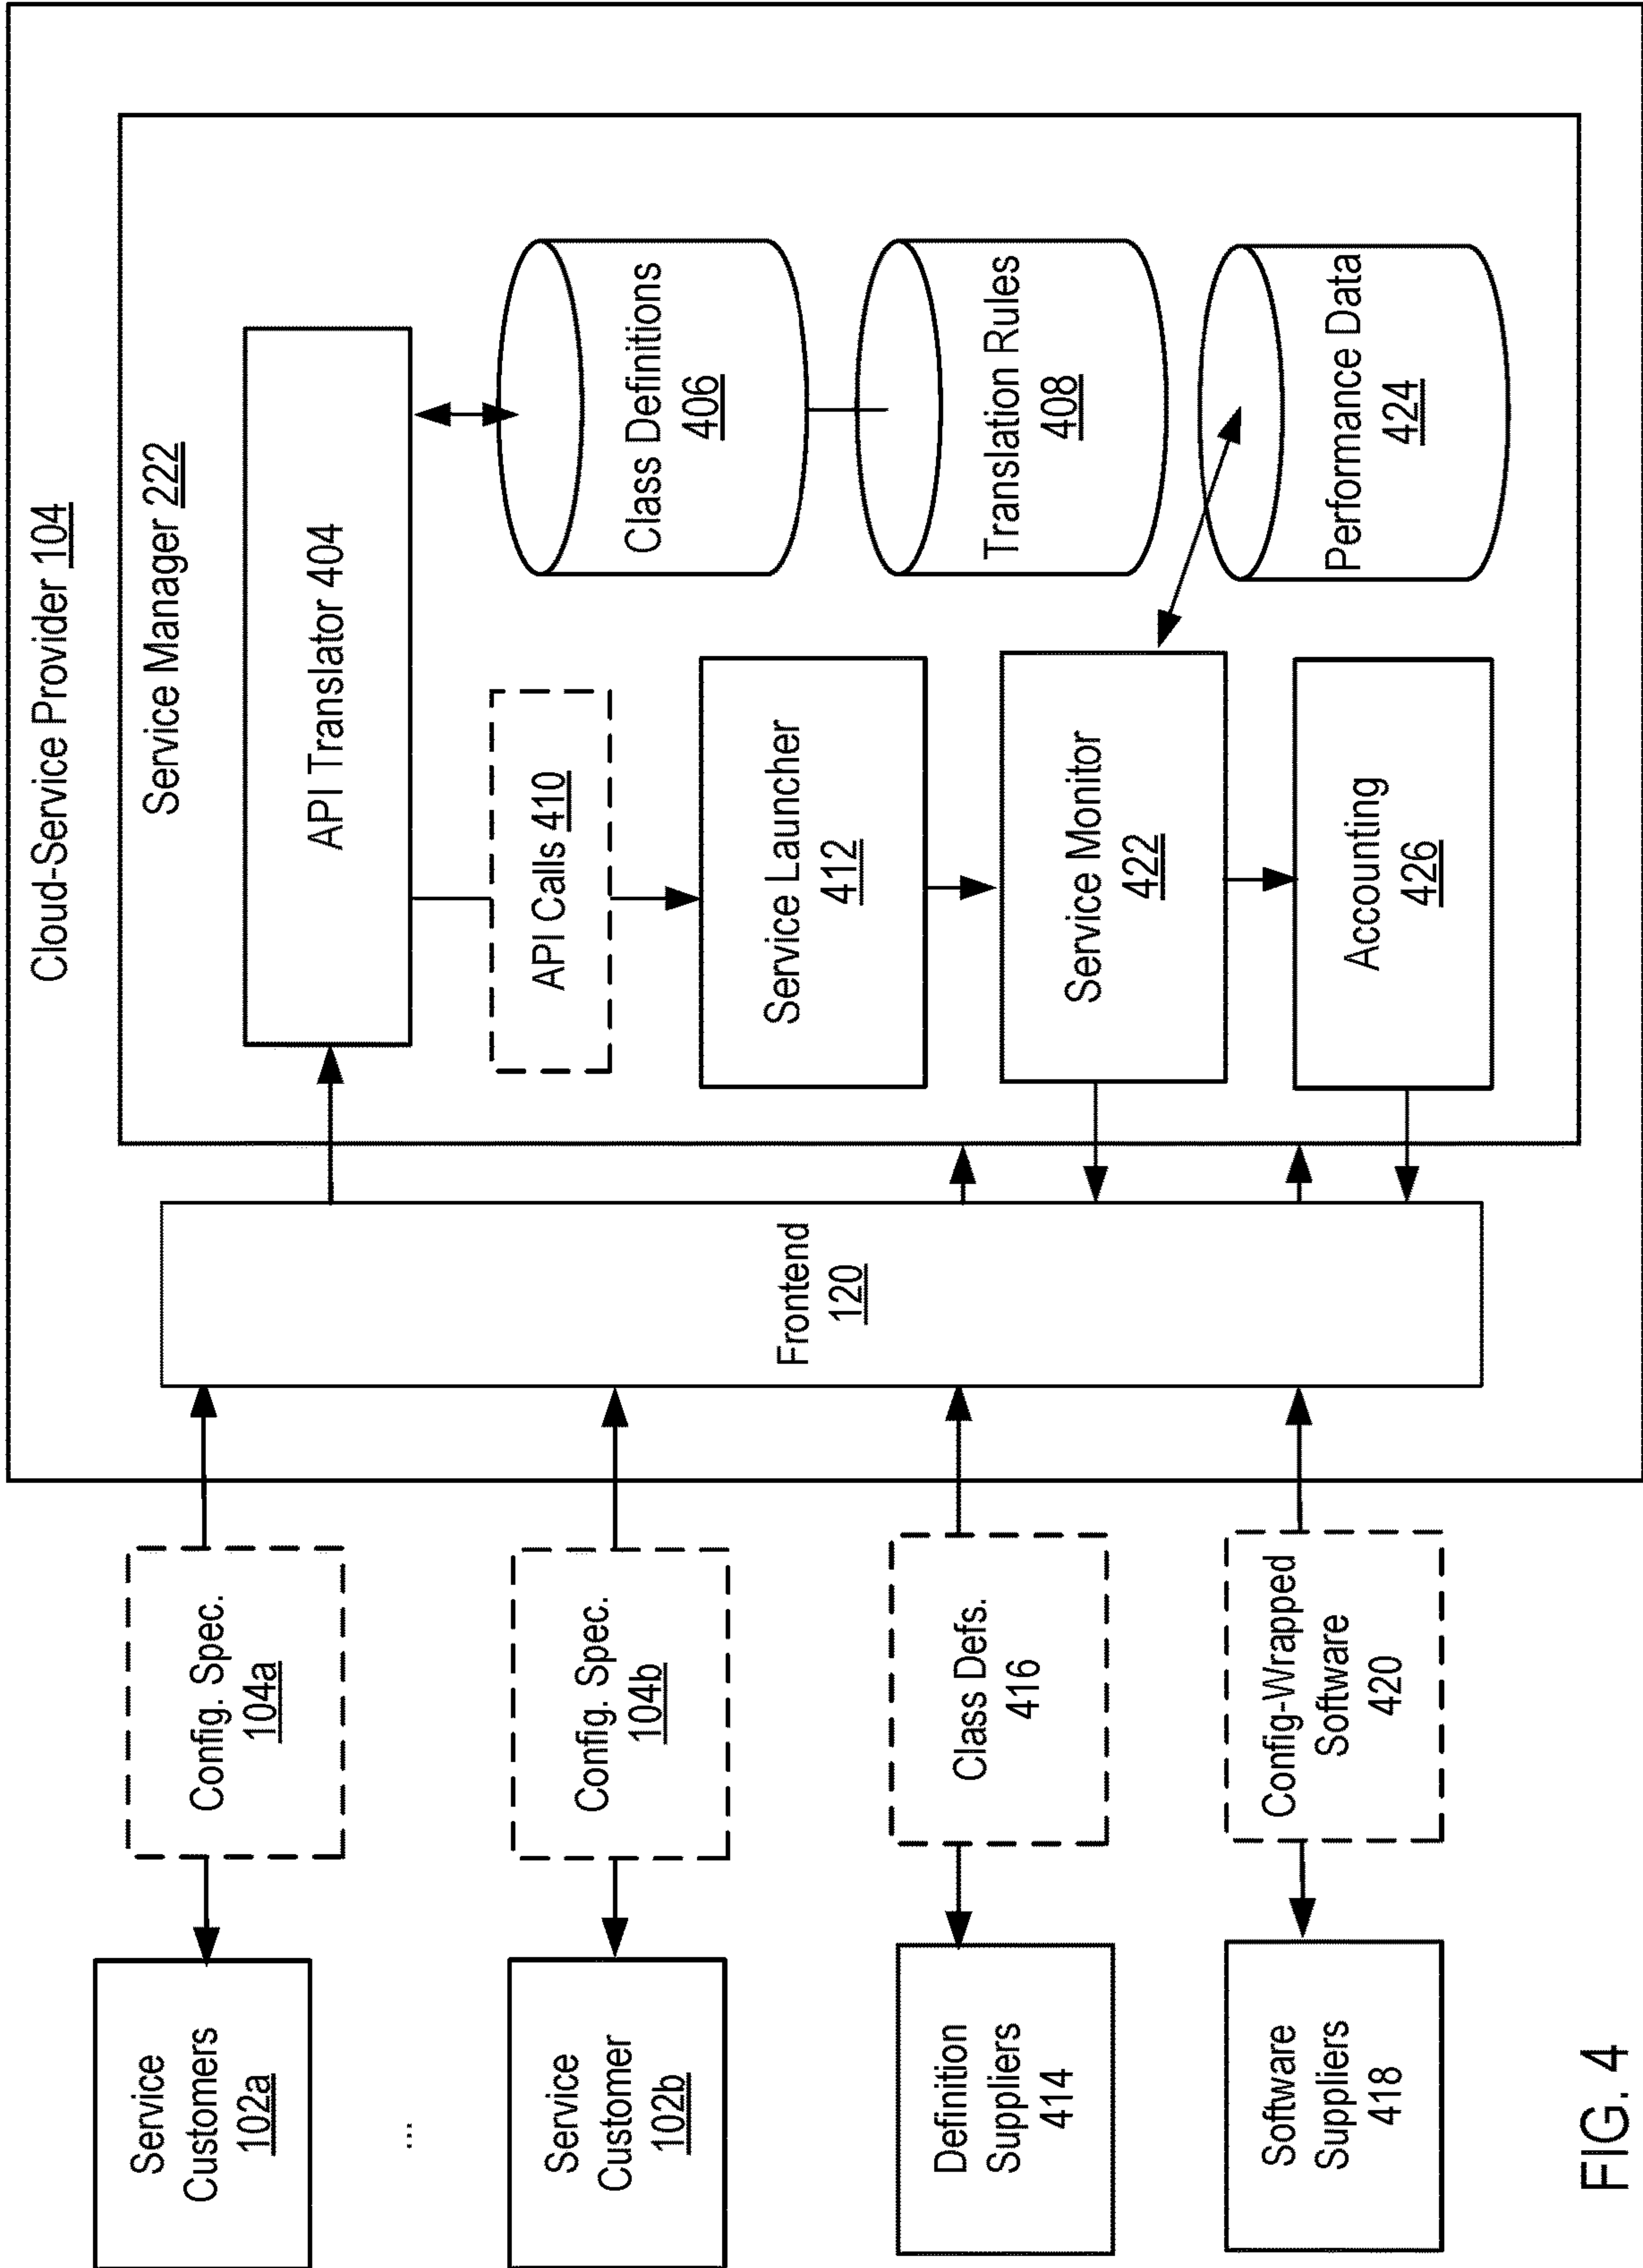 Cloud-Service Provider 104
Service Manager 222
API Translator 404
API Calls 410
Class Definitions
406
Service Launcher
412
Translation Rules
408
Service Monitor
422
Performance Data
424
Accounting
426
Frontend
120
Config. Spec.
104a
Config. Spec.
104b
Class Defs.
416
Config-Wrapped
Software
420
Service
Customers
102a
...
Service
Customer
102b
Definition
Suppliers
414
Software
Suppliers
418
FIG. 4